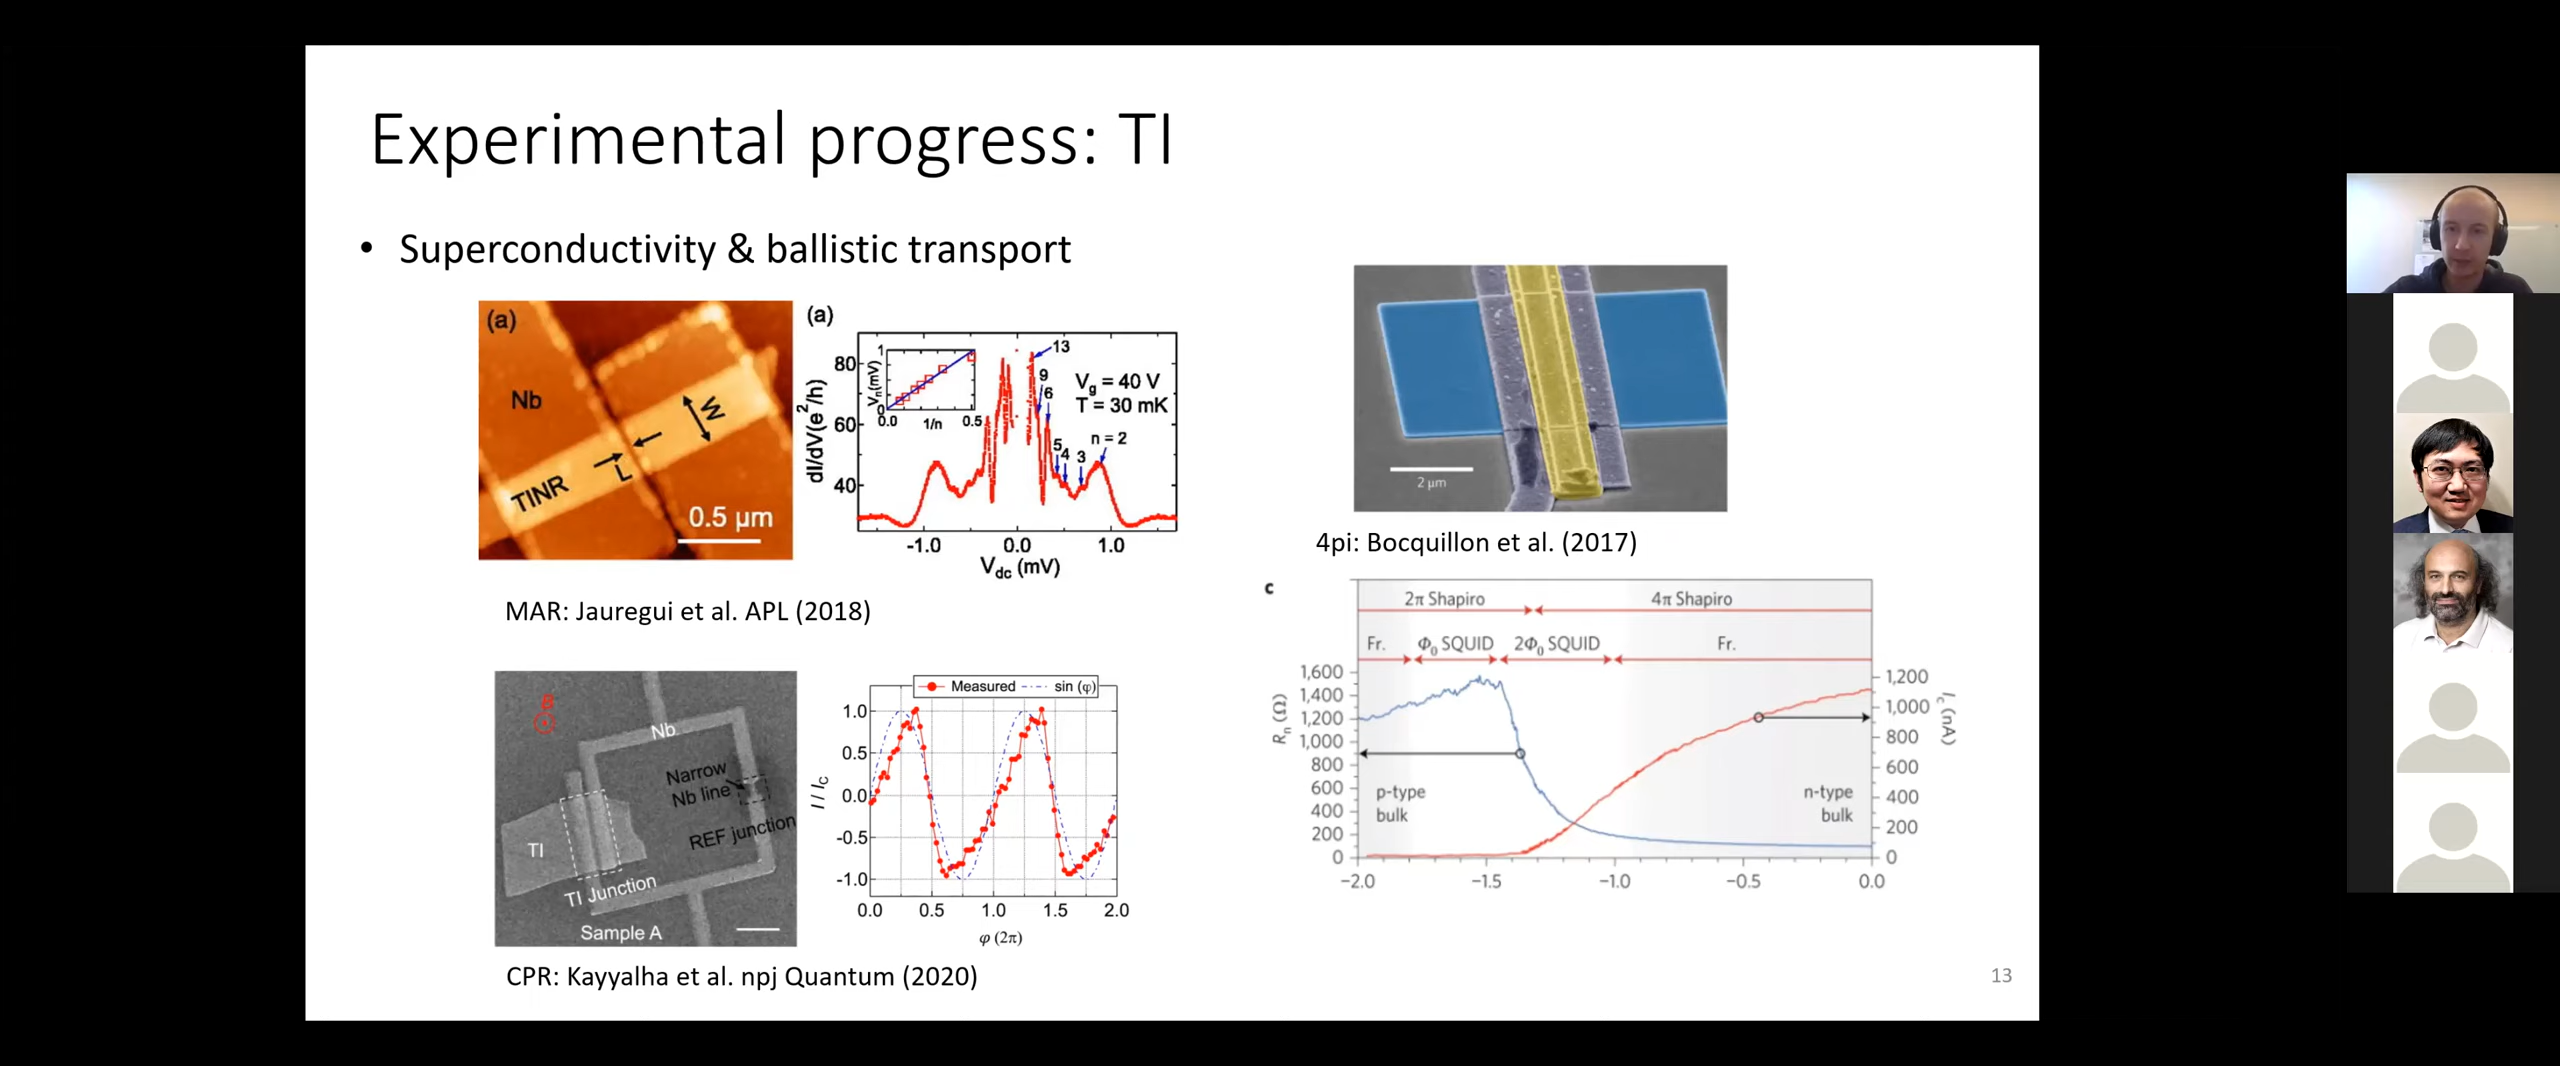 Experimental progress: TI
• Superconductivity & ballistic transport
(a)
Nb
W
L
TINR
0.5 μm
(a)
dI/dV(e²/h)
80
60
40
1
0
Vₙ(mV)
0.0
1/n
0.5
13
9
6
5
4
3
n = 2
V_g = 40 V
T = 30 mK
-1.0
0.0
1.0
V_dc (mV)
MAR: Jauregui et al. APL (2018)
B
Nb
Narrow
Nb line
REF junction
TI
TI Junction
Sample A
Measured
sin (φ)
I / I_C
1.0
0.5
0.0
-0.5
-1.0
0.0
0.5
1.0
1.5
2.0
φ (2π)
CPR: Kayyalha et al. npj Quantum (2020)
2 μm
4pi: Bocquillon et al. (2017)
c
2π Shapiro
4π Shapiro
Fr.
Φ₀ SQUID
2Φ₀ SQUID
Fr.
Rₙ (Ω)
1,600
1,400
1,200
1,000
800
600
400
200
0
p-type
bulk
n-type
bulk
1,200
1,000
800
600
400
200
0
I_c (nA)
−2.0
−1.5
−1.0
−0.5
0.0
13